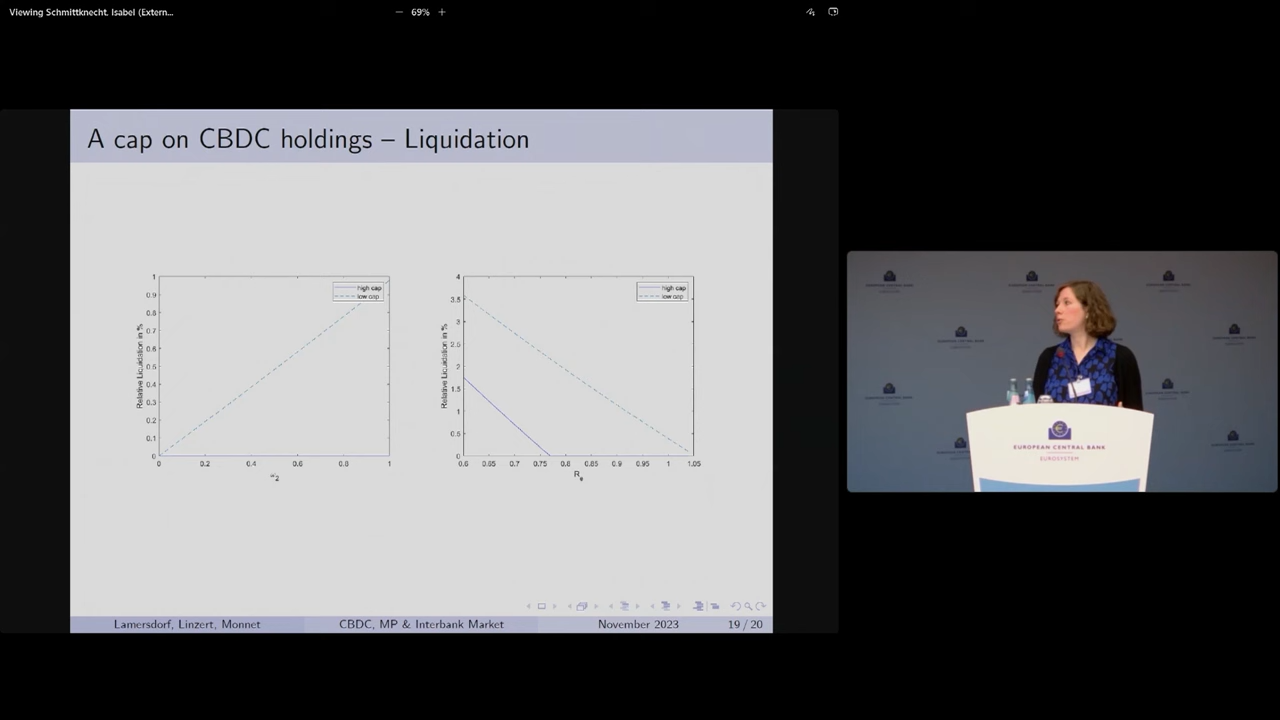 Viewing Schmittknecht, Isabel (Extern...
69%
A cap on CBDC holdings – Liquidation
Relative Liquidation in %
1
0.9
0.8
0.7
0.6
0.5
0.4
0.3
0.2
0.1
0
0
0.2
0.4
0.6
0.8
1
high cap
low cap
Relative Liquidation in %
4
3.5
3
2.5
2
1.5
1
0.5
0
0.6
0.65
0.7
0.75
0.8
0.85
0.9
0.95
1
1.05
high cap
low cap
Lamersdorf, Linzert, Monnet
CBDC, MP & Interbank Market
November 2023
19 / 20
EUROPEAN CENTRAL BANK
EUROSYSTEM